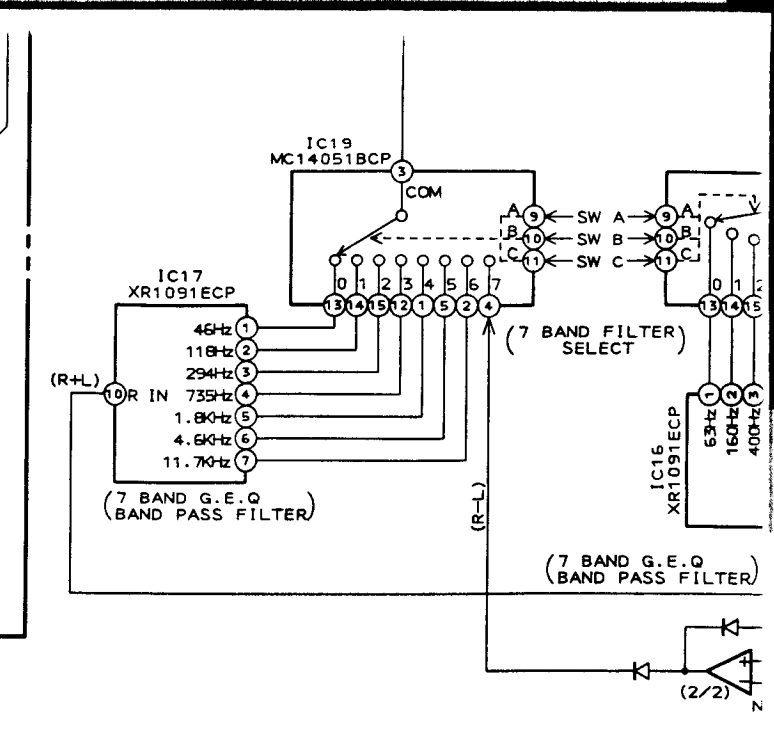 IC19
MC14051BCP
3
COM
A 9 SW A 9 A
B 10 SW B 10 B
C 11 SW C 11 C
0 1 2 3 4 5 6 7
13 14 15 12 1 5 2 4
0 1 2
13 14 15
(7 BAND FILTER
SELECT)
IC17
XR1091ECP
46Hz 1
118Hz 2
294Hz 3
735Hz 4
1.8KHz 5
4.6KHz 6
11.7KHz 7
(R+L)
10 R IN
(7 BAND G.E.Q
BAND PASS FILTER)
(R-L)
1 2 3
63Hz
160Hz
400Hz
IC16
XR1091ECP
(7 BAND G.E.Q
BAND PASS FILTER)
+
−
(2/2)
N